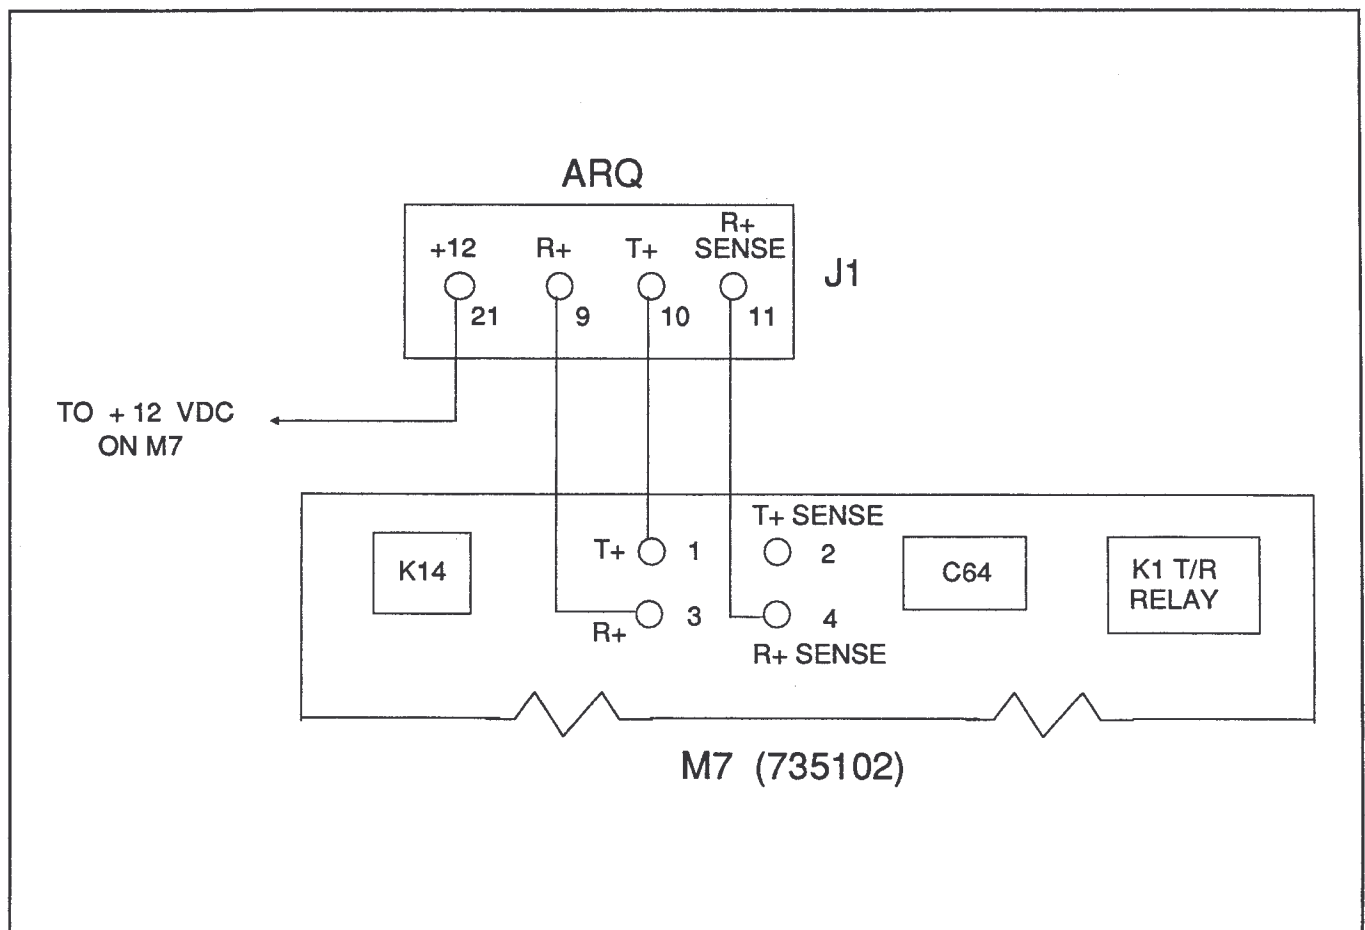 ARQ
+12 R+ T+ R+
SENSE
21 9 10 11
J1
TO + 12 VDC
ON M7
K14
T+ 1
T+ SENSE
2
R+ 3
4
R+ SENSE
C64
K1 T/R
RELAY
M7 (735102)